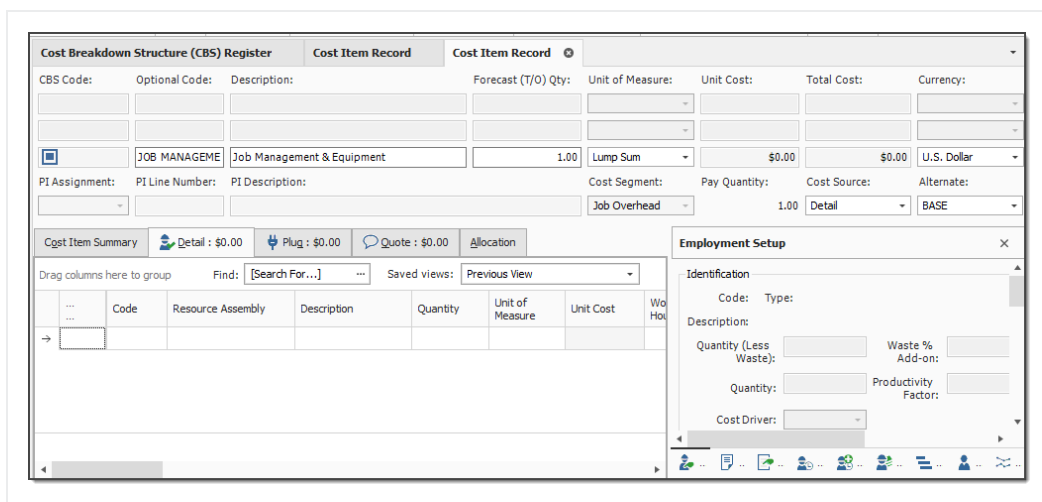 Cost Breakdown Structure (CBS) Register Cost Item Record Cost Item Record
CBS Code: Optional Code: Description: Forecast (T/O) Qty: Unit of Measure: Unit Cost: Total Cost: Currency:
JOB MANAGEME Job Management & Equipment 1.00 Lump Sum $0.00 $0.00 U.S. Dollar
PI Assignment: PI Line Number: PI Description: Cost Segment: Pay Quantity: Cost Source: Alternate:
Job Overhead 1.00 Detail BASE
Cost Item Summary Detail : $0.00 Plug : $0.00 Quote : $0.00 Allocation
Drag columns here to group Find: [Search For...] ... Saved views: Previous View
... ... Code Resource Assembly Description Quantity Unit of Measure Unit Cost Wo Hou
Employment Setup
Identification
Code: Type:
Description:
Quantity (Less Waste): Waste % Add-on:
Quantity: Productivity Factor:
Cost Driver:
.. .. .. .. .. .. .. .. ..